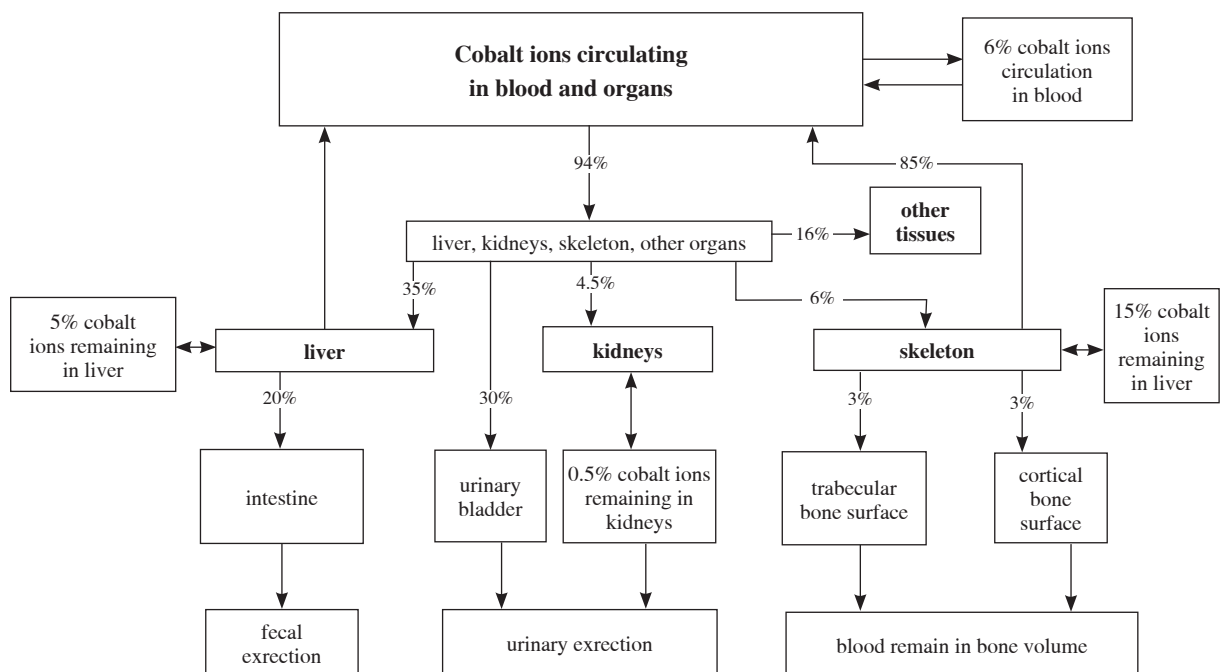 Cobalt ions circulating
in blood and organs
6% cobalt ions
circulation
in blood
94%
85%
other
tissues
liver, kidneys, skeleton, other organs
16%
35%
4.5%
6%
5% cobalt
ions remaining
in liver
liver
kidneys
skeleton
15% cobalt
ions
remaining
in liver
20%
30%
3%
3%
intestine
urinary
bladder
0.5% cobalt ions
remaining in
kidneys
trabecular
bone surface
cortical
bone
surface
fecal
exrection
urinary exrection
blood remain in bone volume